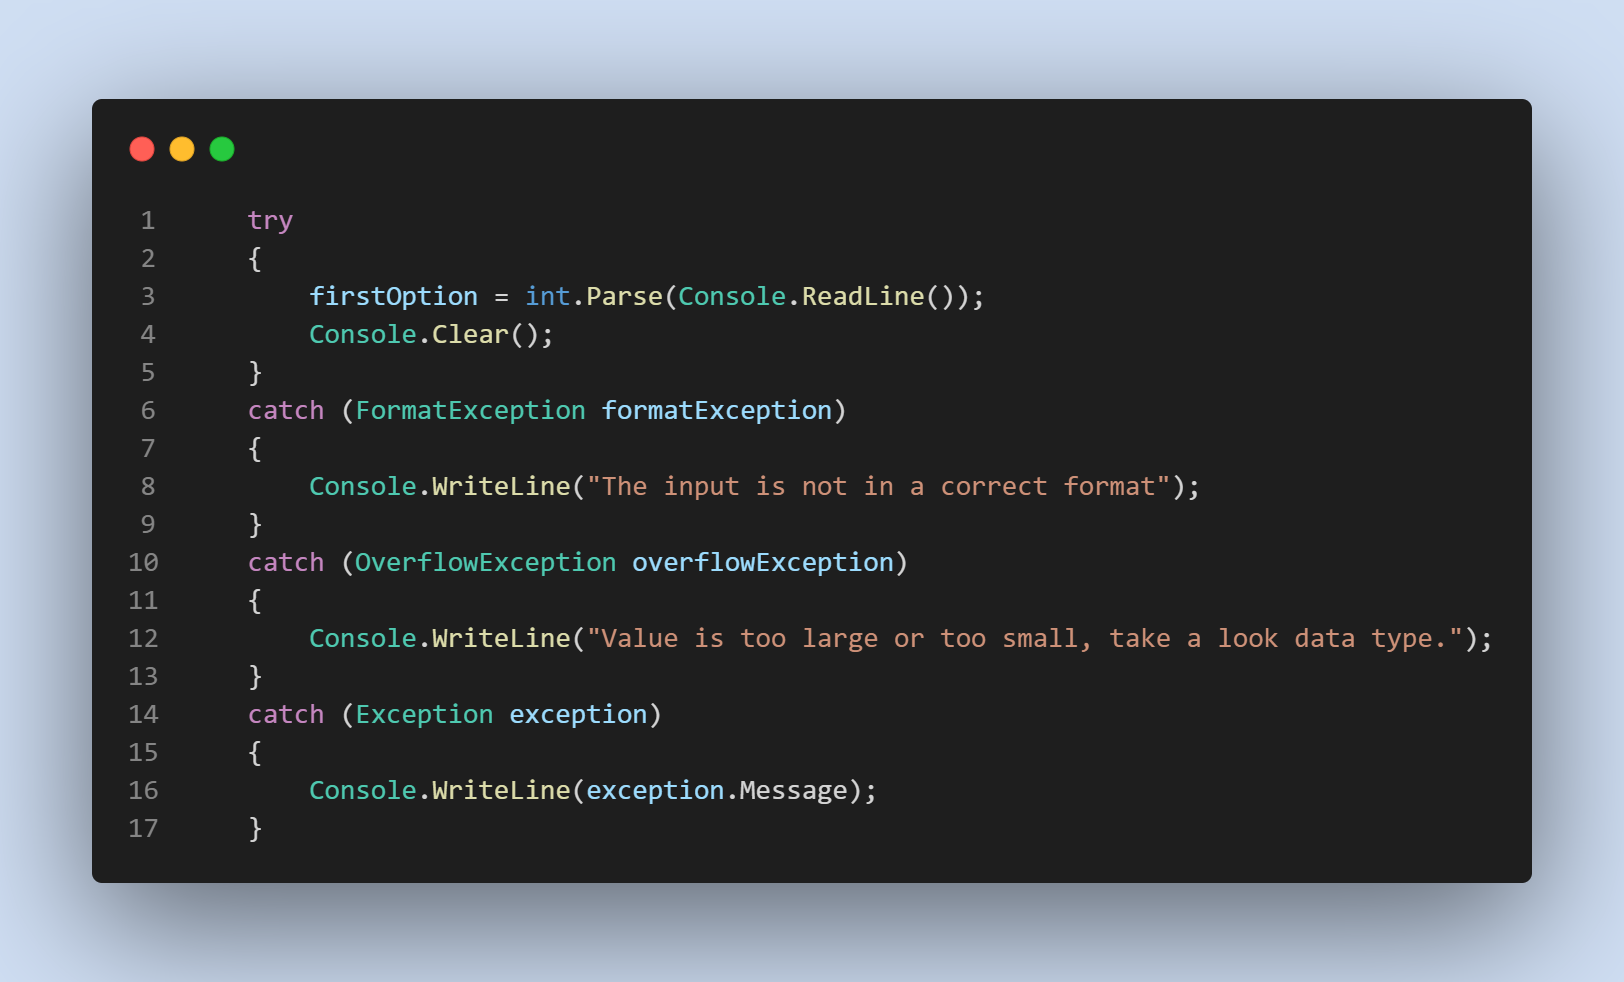 1 try
2 {
3     firstOption = int.Parse(Console.ReadLine());
4     Console.Clear();
5 }
6 catch (FormatException formatException)
7 {
8     Console.WriteLine("The input is not in a correct format");
9 }
10 catch (OverflowException overflowException)
11 {
12     Console.WriteLine("Value is too large or too small, take a look data type.");
13 }
14 catch (Exception exception)
15 {
16     Console.WriteLine(exception.Message);
17 }